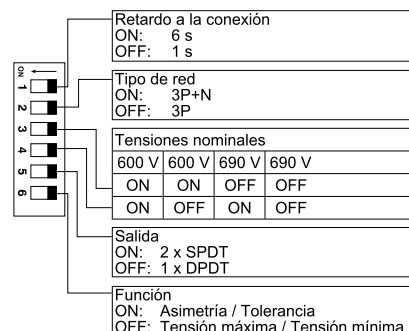 Retardo a la conexión
ON: 6 s
OFF: 1 s
ON
1
2
3
4
5
6
Tipo de red
ON: 3P+N
OFF: 3P
Tensiones nominales
600 V 600 V 690 V 690 V
ON ON OFF OFF
ON OFF ON OFF
Salida
ON: 2 x SPDT
OFF: 1 x DPDT
Función
ON: Asimetría / Tolerancia
OFF: Tensión máxima / Tensión mínima